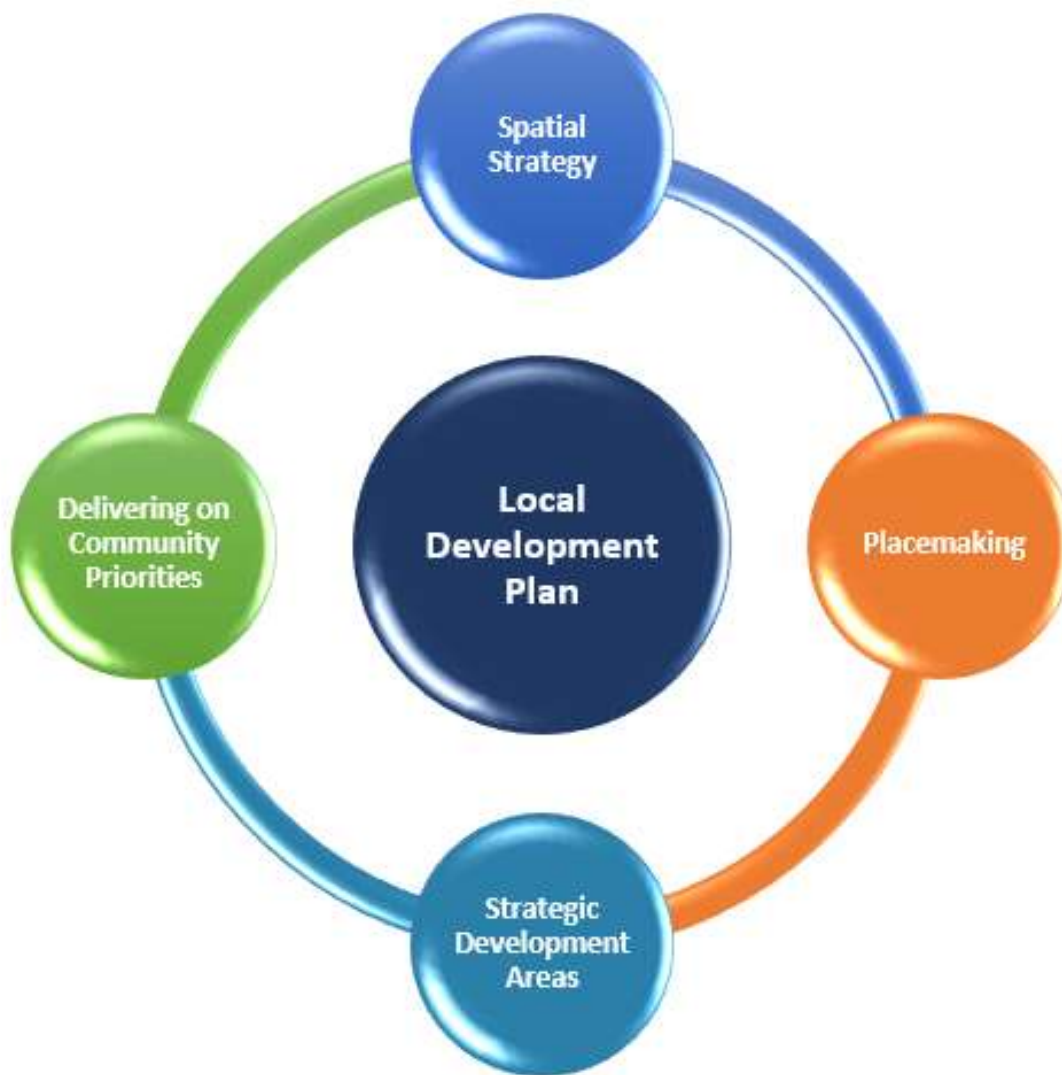 Spatial
Strategy
Local
Development
Plan
Delivering on
Community
Priorities
Placemaking
Strategic
Development
Areas